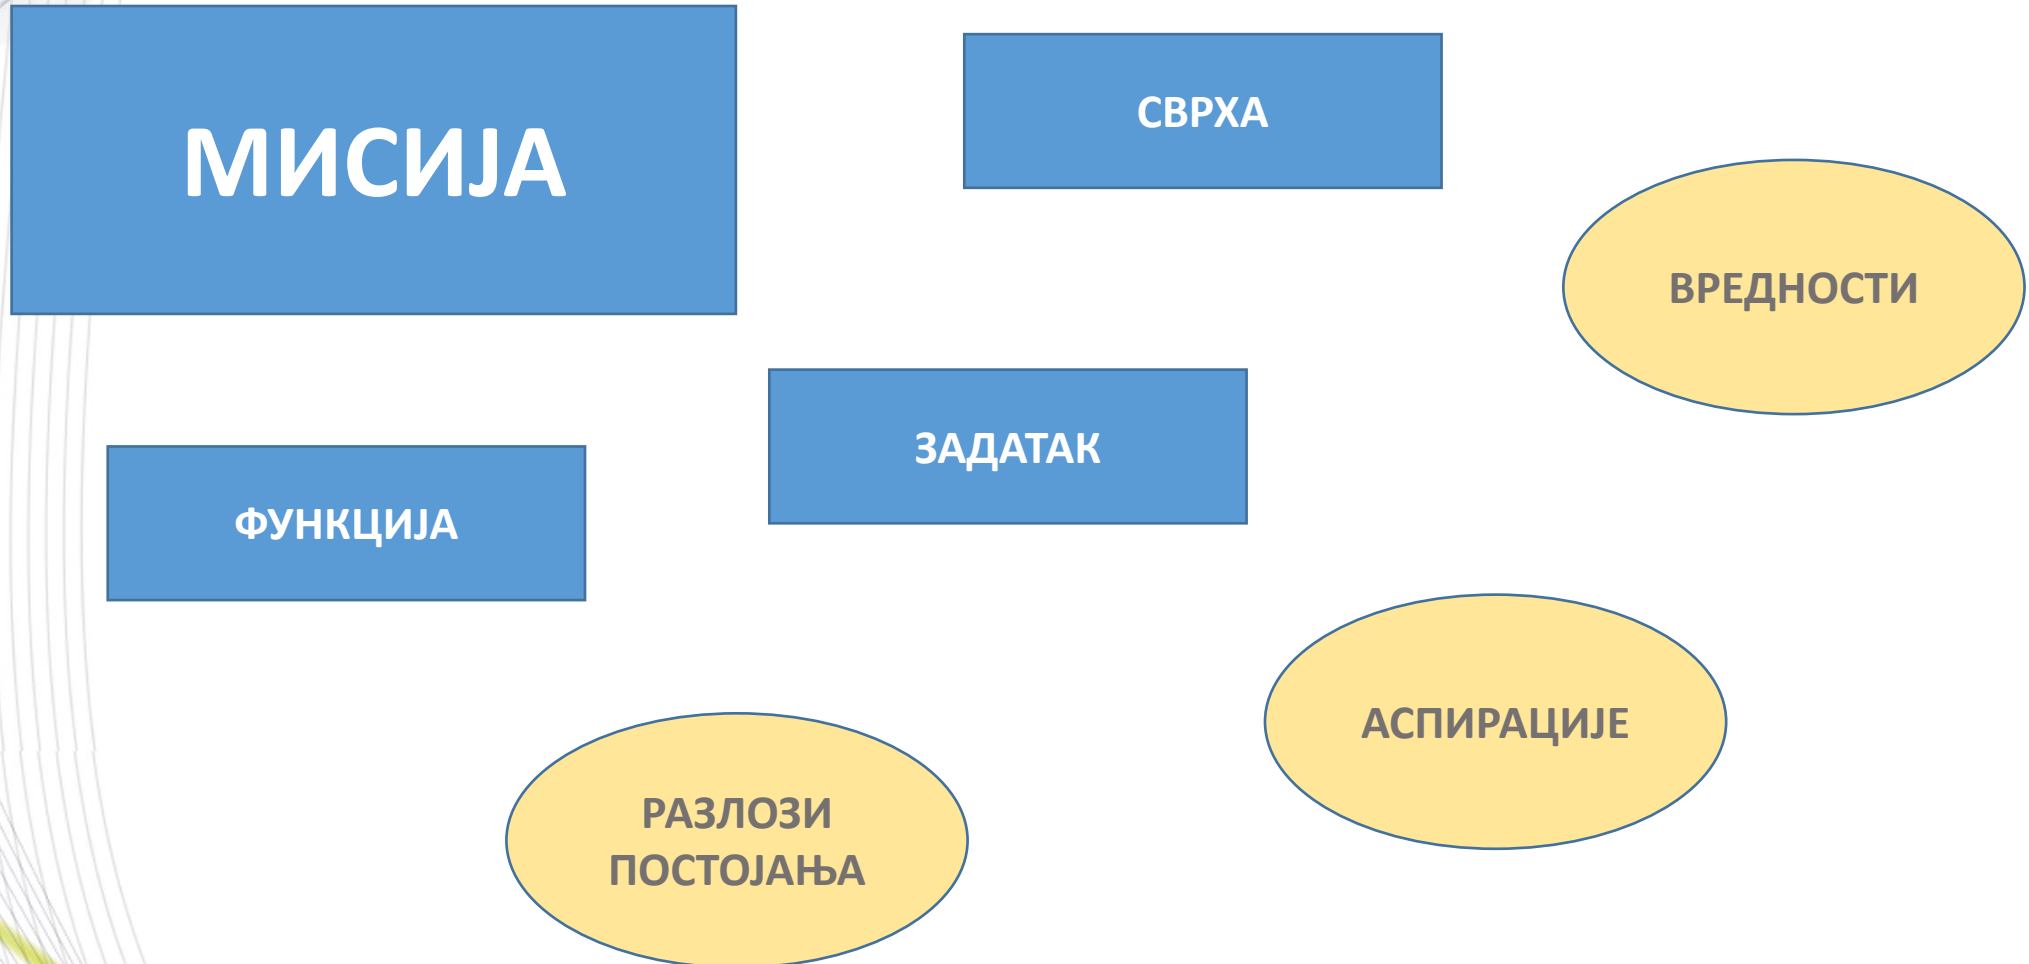 МИСИЈА
СВРХА
ВРЕДНОСТИ
ЗАДАТАК
ФУНКЦИЈА
АСПИРАЦИЈЕ
РАЗЛОЗИ
ПОСТОЈАЊА